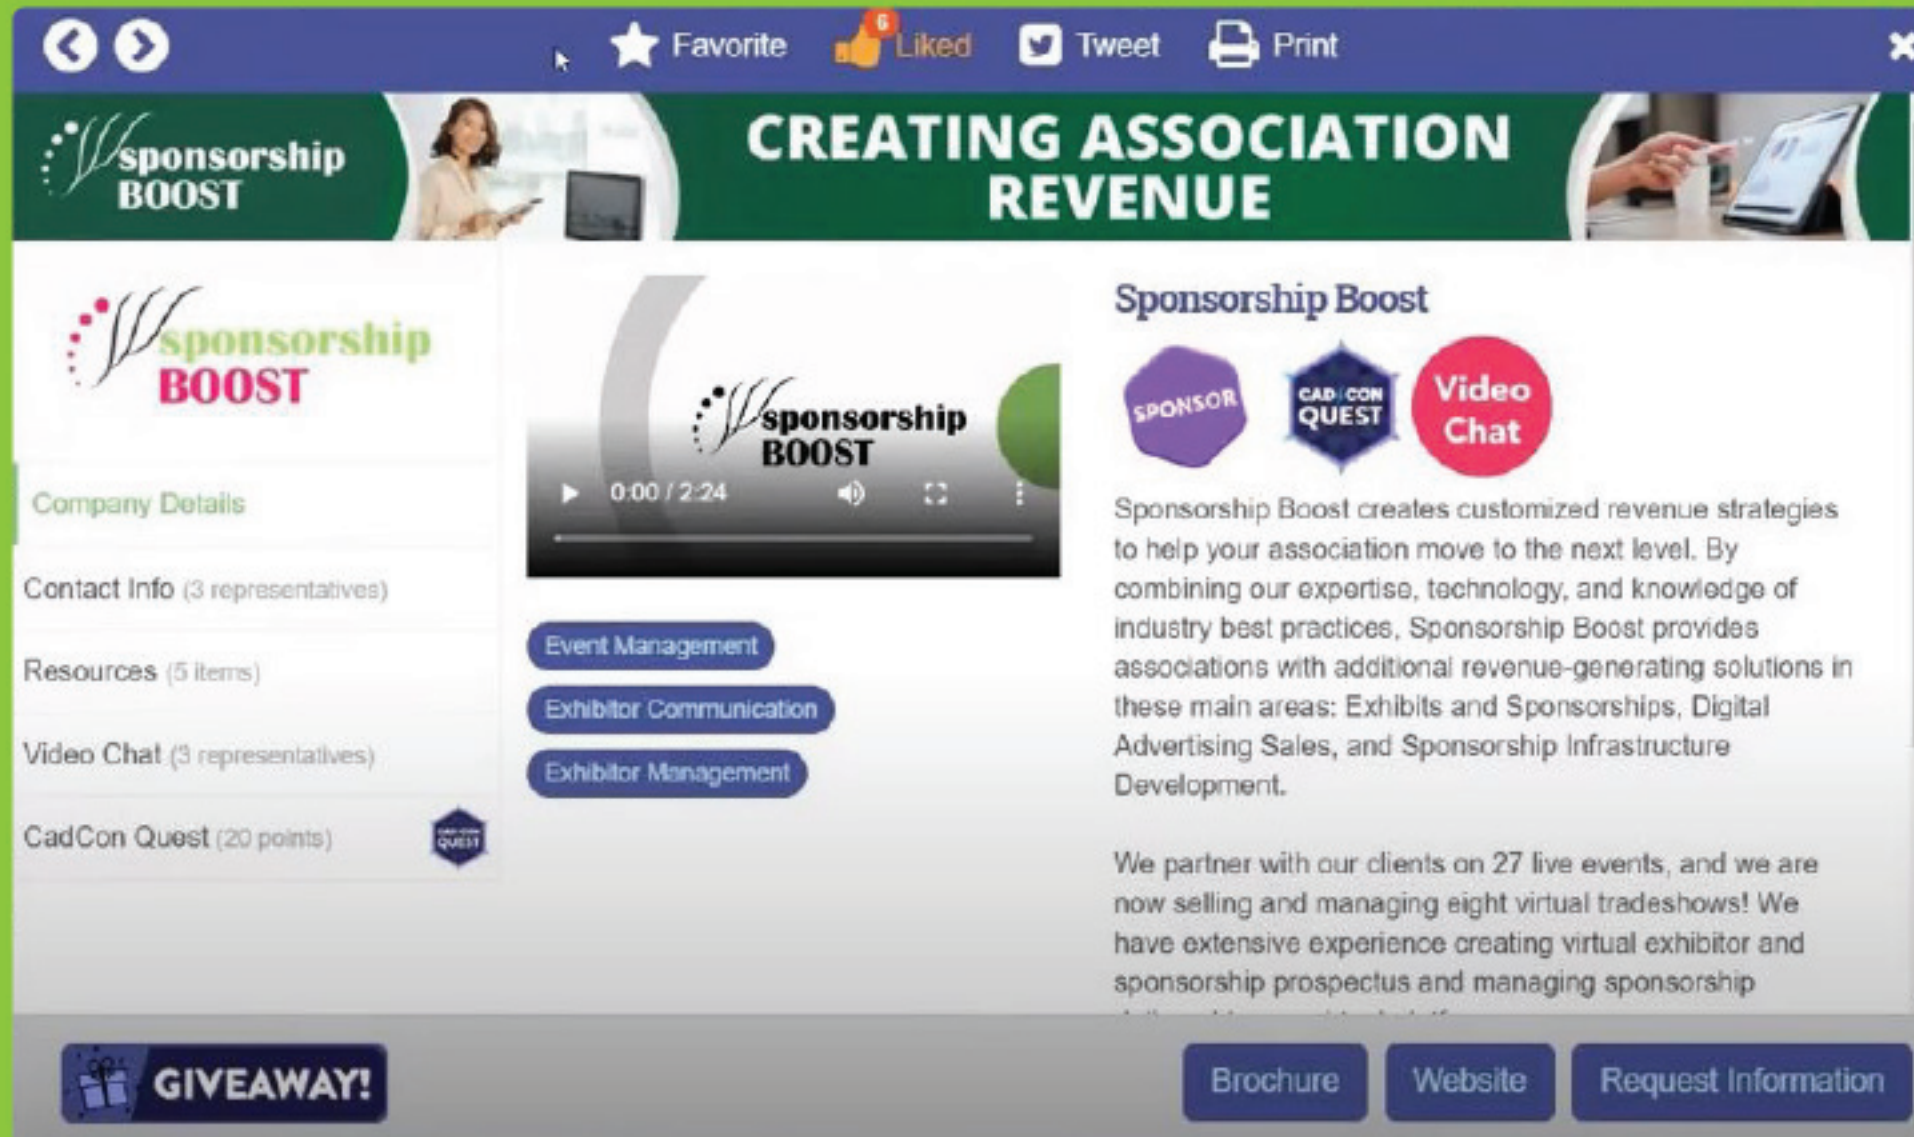 Favorite
6
Liked
Tweet
Print
sponsorship
BOOST
CREATING ASSOCIATION
REVENUE
sponsorship
BOOST
Company Details
Contact Info (3 representatives)
Resources (5 items)
Video Chat (3 representatives)
CadCon Quest (20 points)
CAD/CON
QUEST
sponsorship
BOOST
0:00 / 2:24
Event Management
Exhibitor Communication
Exhibitor Management
Sponsorship Boost
SPONSOR
CAD/CON
QUEST
Video
Chat
Sponsorship Boost creates customized revenue strategies
to help your association move to the next level. By
combining our expertise, technology, and knowledge of
industry best practices, Sponsorship Boost provides
associations with additional revenue-generating solutions in
these main areas: Exhibits and Sponsorships, Digital
Advertising Sales, and Sponsorship Infrastructure
Development.
We partner with our clients on 27 live events, and we are
now selling and managing eight virtual tradeshows! We
have extensive experience creating virtual exhibitor and
sponsorship prospectus and managing sponsorship
GIVEAWAY!
Brochure
Website
Request Information